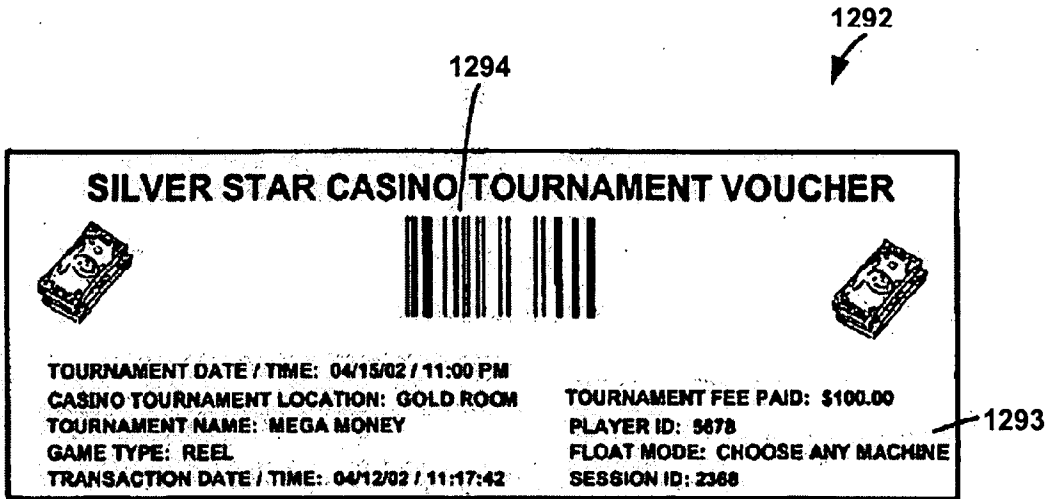 1292
1294
SILVER STAR CASINO TOURNAMENT VOUCHER
TOURNAMENT DATE / TIME: 04/15/02 / 11:00 PM
CASINO TOURNAMENT LOCATION: GOLD ROOM
TOURNAMENT NAME: MEGA MONEY
GAME TYPE: REEL
TRANSACTION DATE / TIME: 04/12/02 / 11:17:42
TOURNAMENT FEE PAID: $100.00
PLAYER ID: 5678
FLOAT MODE: CHOOSE ANY MACHINE
SESSION ID: 2368
1293